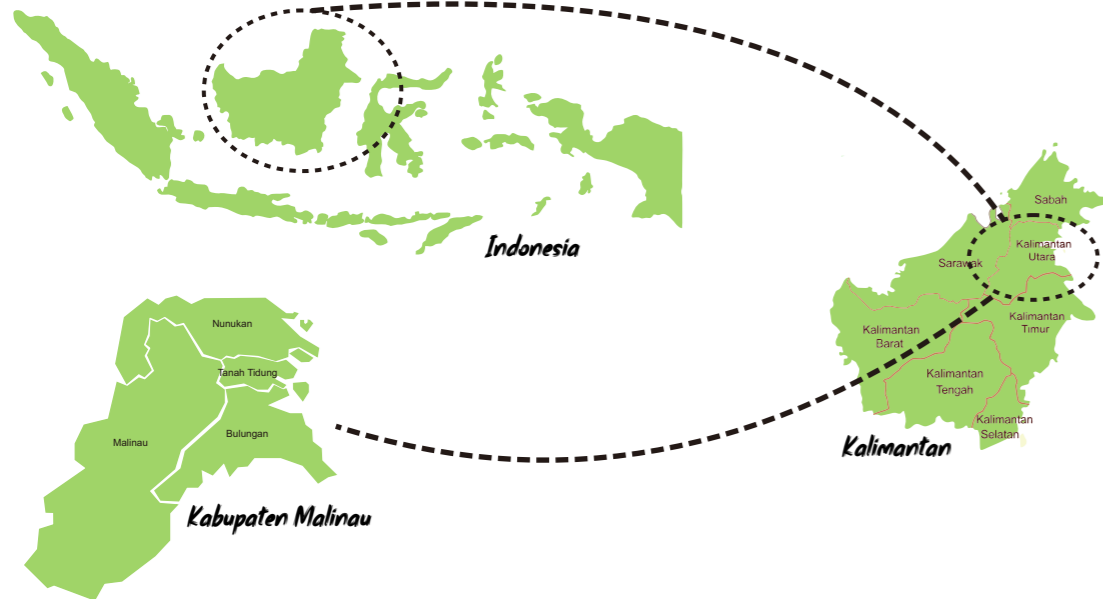 Indonesia
Sabah
Kalimantan
Utara
Sarawak
Kalimantan
Timur
Kalimantan
Barat
Kalimantan
Tengah
Kalimantan
Selatan
Kalimantan
Nunukan
Tanah Tidung
Malinau
Bulungan
Kabupaten Malinau